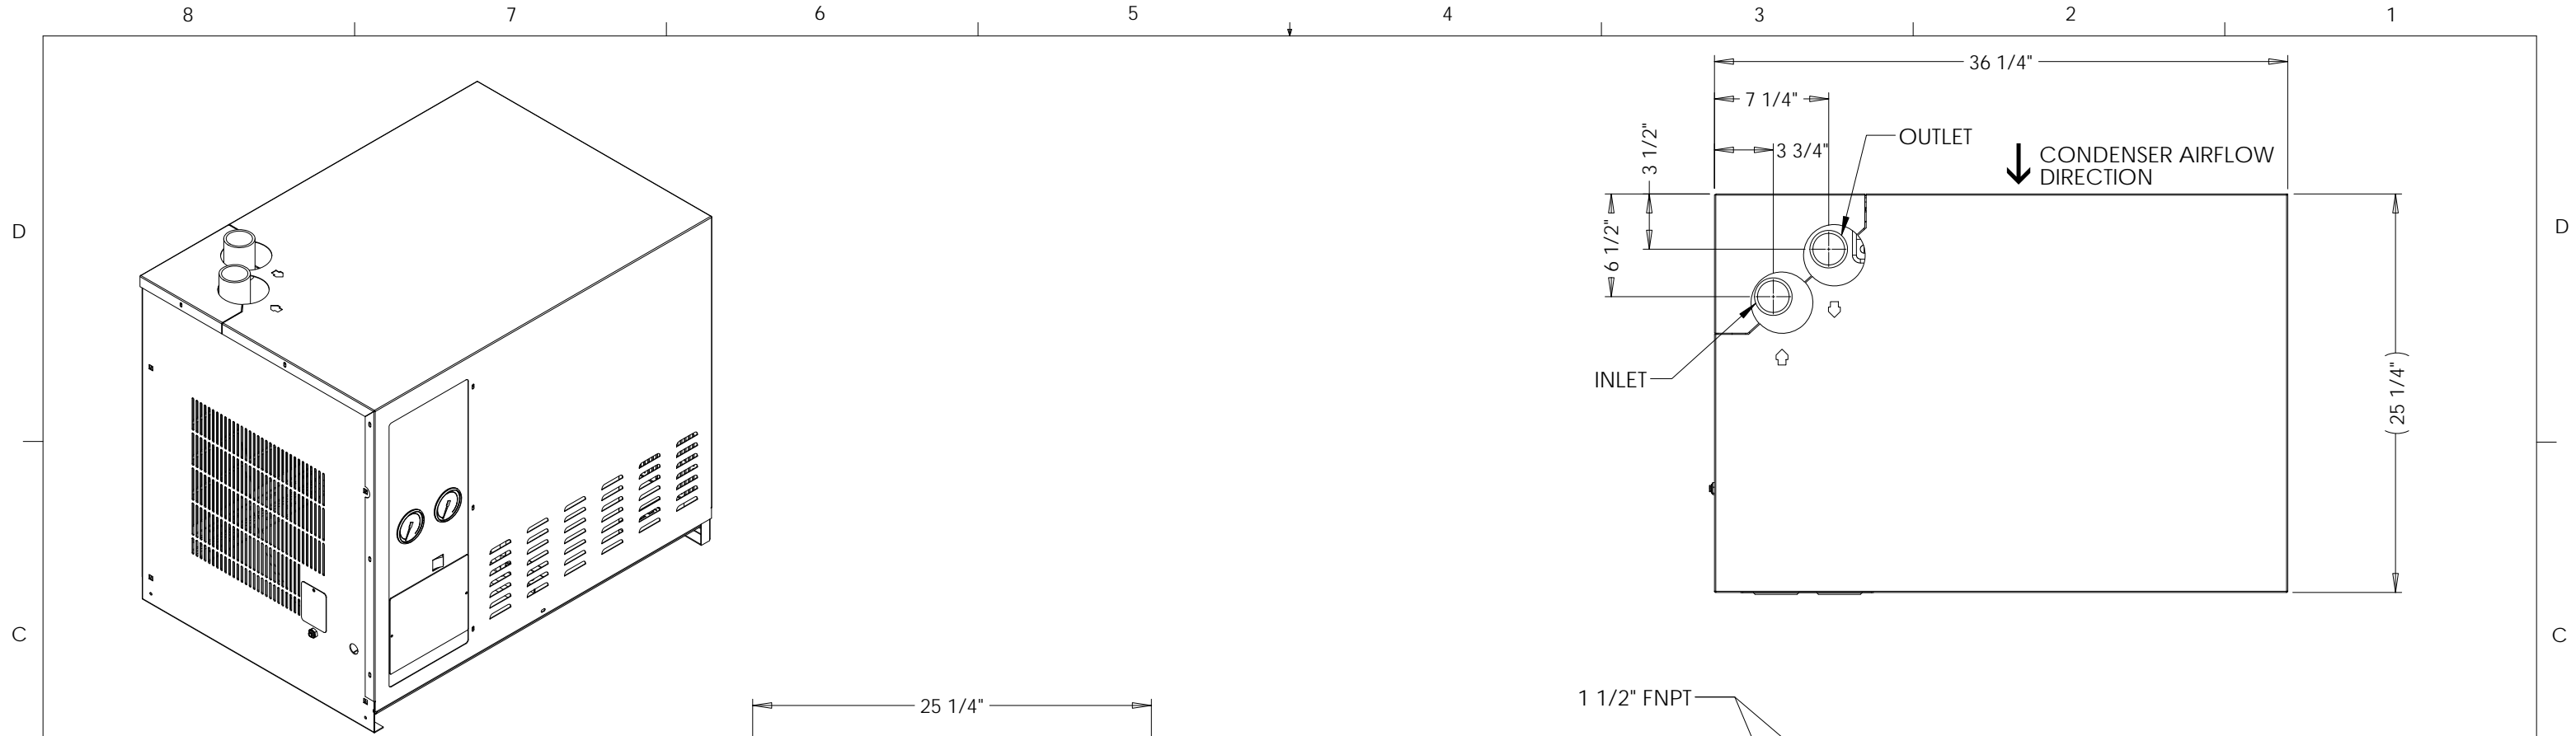 8 7 6 5 4 3 2 1
36 1/4"
7 1/4"
3 1/2"
3 3/4"
OUTLET
CONDENSER AIRFLOW
DIRECTION
6 1/2"
D D
INLET
(25 1/4")
C C
25 1/4"
1 1/2" FNPT